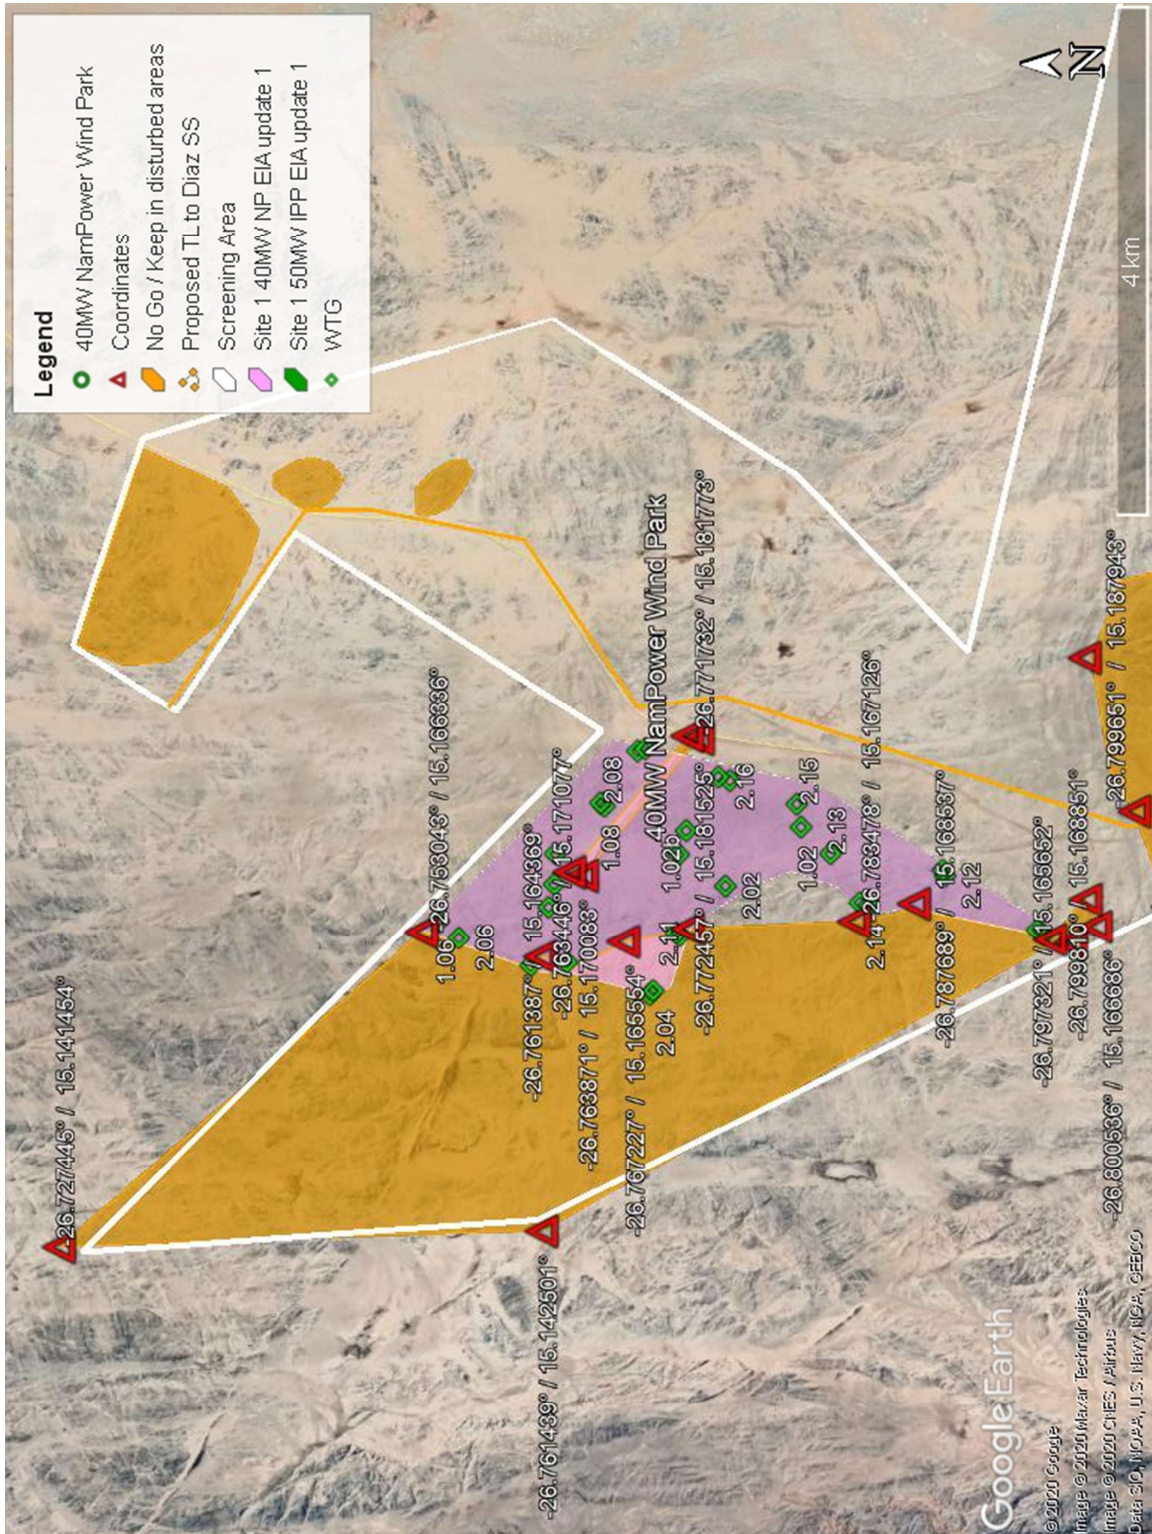 Legend
40MW NamPower Wind Park
Coordinates
No Go / Keep in disturbed areas
Proposed TL to Diaz SS
Screening Area
Site 1 40MW NP EIA update 1
Site 1 50MW IPP EIA update 1
WTG
N
-26.727445° / 15.141454°
-26.753043° / 15.166336°
1.06
2.06
-26.761387° / 15.164369°
-26.761439° / 15.142501°
-26.763446° / 15.171077°
-26.763871° / 15.170083°
2.08
1.08
-26.767227° / 15.165554°
40MW NamPower Wind Park
2.04
2.11
1.026
-26.771732° / 15.181773°
-26.772457° / 15.181525°
2.16
2.02
2.15
1.02
2.13
-26.783478° / 15.167126°
2.14
-26.787689° / 15.168537°
2.12
-26.797321° / 15.165652°
-26.799810° / 15.168851°
-26.800536° / 15.166686°
-26.799651° / 15.187943°
4 km
Google Earth
© 2020 Google
Image © 2020 Maxar Technologies
Image © 2020 CNES / Airbus
Data SIO, NOAA, U.S. Navy, NGA, GEBCO